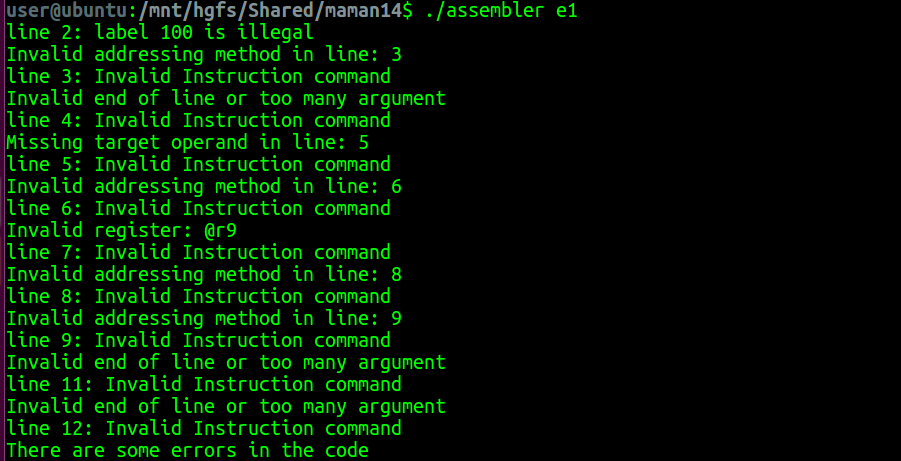 user@ubuntu:/mnt/hgfs/Shared/maman14$ ./assembler e1
line 2: label 100 is illegal
Invalid addressing method in line: 3
line 3: Invalid Instruction command
Invalid end of line or too many argument
line 4: Invalid Instruction command
Missing target operand in line: 5
line 5: Invalid Instruction command
Invalid addressing method in line: 6
line 6: Invalid Instruction command
Invalid register: @r9
line 7: Invalid Instruction command
Invalid addressing method in line: 8
line 8: Invalid Instruction command
Invalid addressing method in line: 9
line 9: Invalid Instruction command
Invalid end of line or too many argument
line 11: Invalid Instruction command
Invalid end of line or too many argument
line 12: Invalid Instruction command
There are some errors in the code